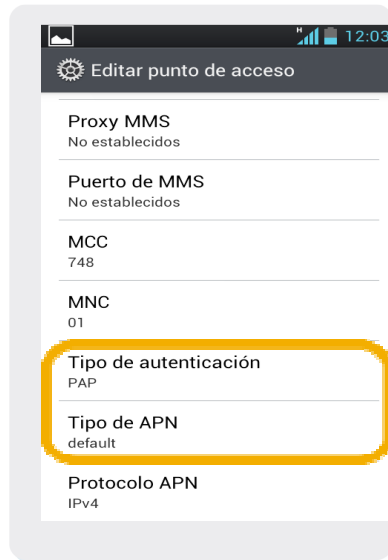 H 12:03
Editar punto de acceso
Proxy MMS
No establecidos
Puerto de MMS
No establecidos
MCC
748
MNC
01
Tipo de autenticación
PAP
Tipo de APN
default
Protocolo APN
IPv4